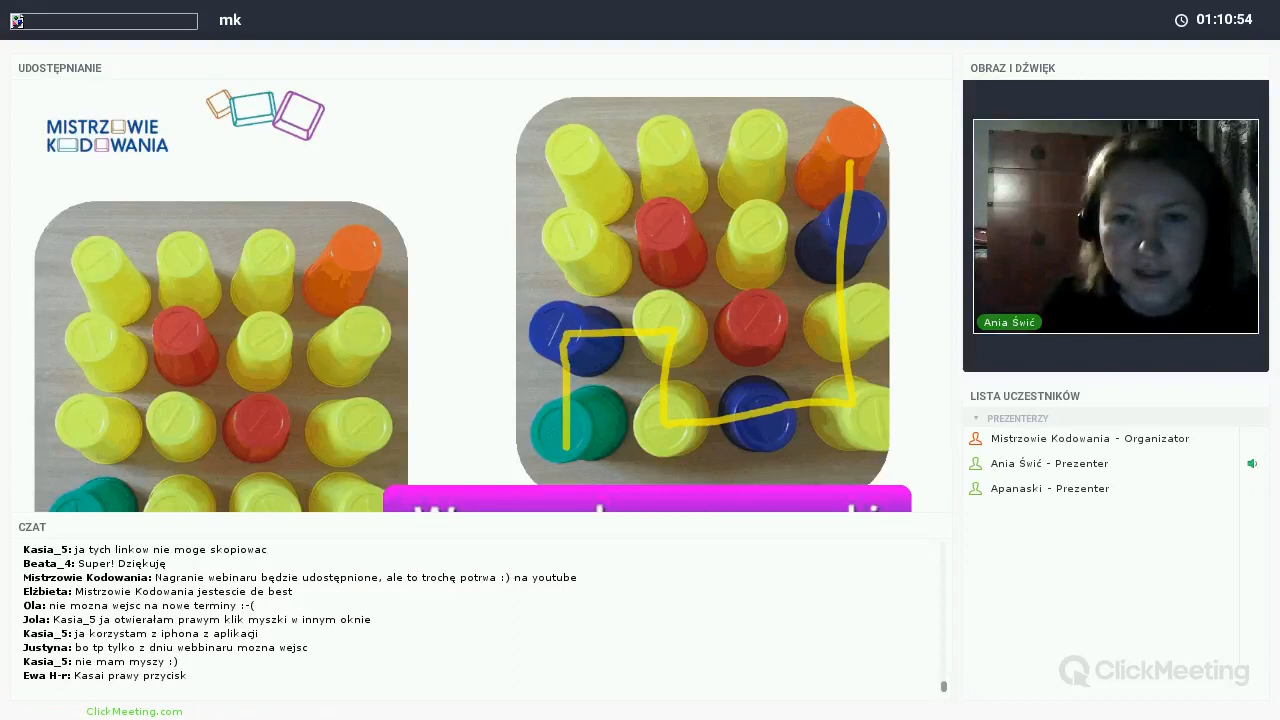 mk
01:10:54
UDOSTĘPNIANIE
OBRAZ I DŹWIĘK
MISTRZOWIE
KODOWANIA
Ania Świć
LISTA UCZESTNIKÓW
PREZENTERZY
Mistrzowie Kodowania - Organizator
Ania Świć - Prezenter
Apanaski - Prezenter
CZAT
Kasia_5: ja tych linkow nie moge skopiowac
Beata_4: Super! Dziękuję
Mistrzowie Kodowania: Nagranie webinaru będzie udostępnione, ale to trochę potrwa :) na youtube
Elżbieta: Mistrzowie Kodowania jestescie de best
Ola: nie mozna wejsc na nowe terminy :-(
Jola: Kasia_5 ja otwierałam prawym klik myszki w innym oknie
Kasia_5: ja korzystam z iphona z aplikacji
Justyna: bo tp tylko z dniu webbinaru mozna wejsc
Kasia_5: nie mam myszy :)
Ewa H-r: Kasai prawy przycisk
ClickMeeting
ClickMeeting.com